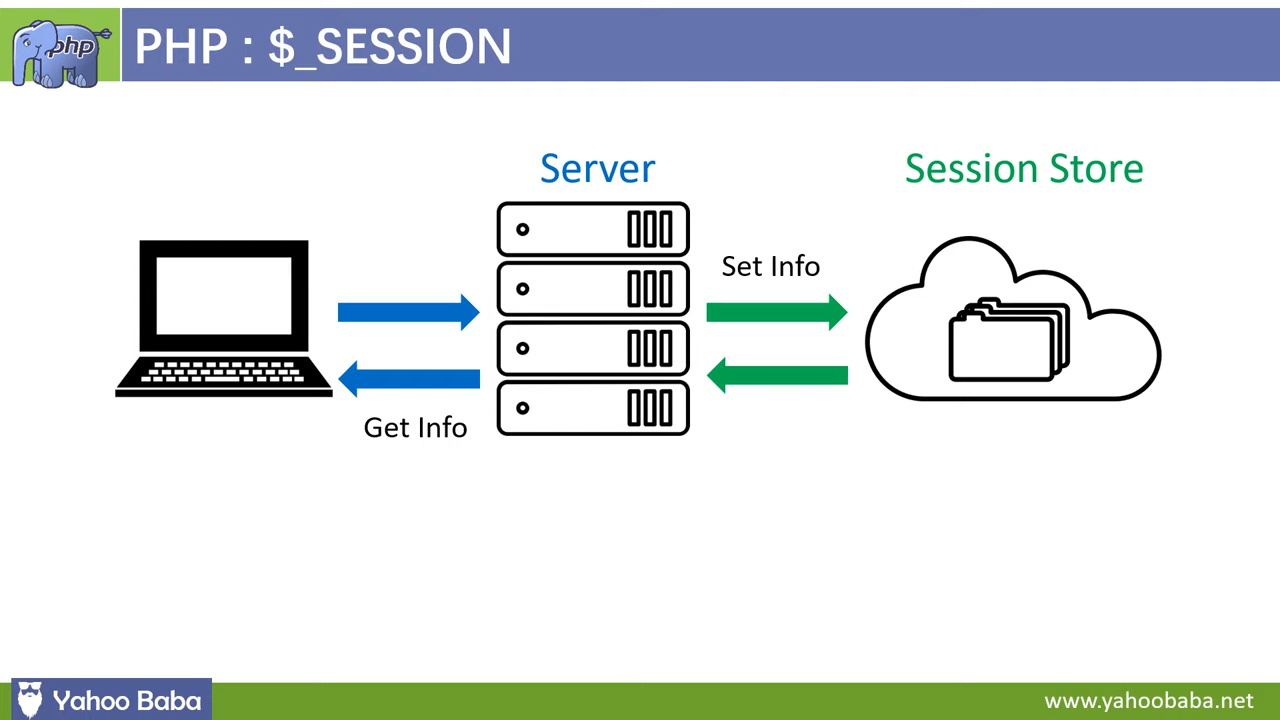 php
PHP : $_SESSION
Server
Session Store
Set Info
Get Info
Yahoo Baba
www.yahoobaba.net